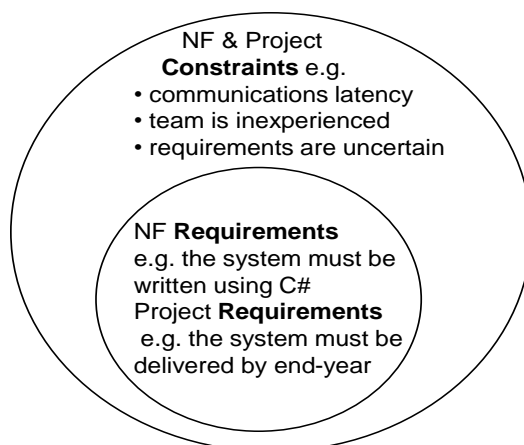 NF & Project
Constraints e.g.
• communications latency
• team is inexperienced
• requirements are uncertain
NF Requirements
e.g. the system must be
written using C#
Project Requirements
e.g. the system must be
delivered by end-year